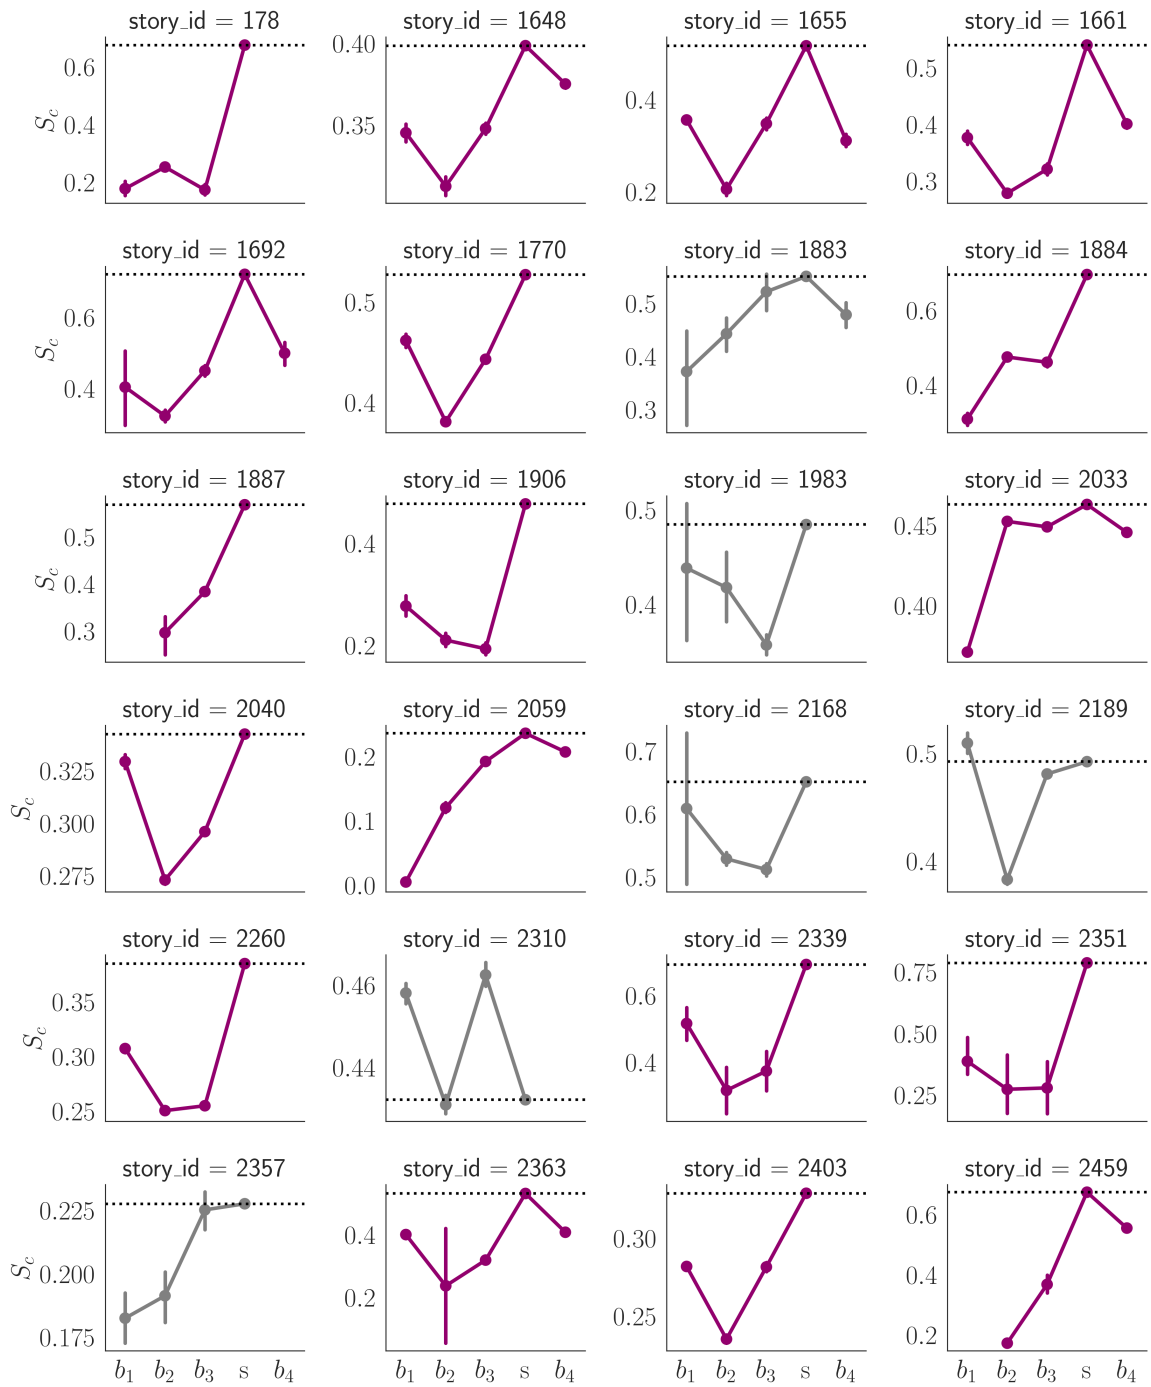 story_id = 178 story_id = 1648 story_id = 1655 story_id = 1661
S_c 0.6 0.4 0.2
0.40 0.35
0.4 0.2
0.5 0.4 0.3
story_id = 1692 story_id = 1770 story_id = 1883 story_id = 1884
S_c 0.6 0.4
0.5 0.4
0.5 0.4 0.3
0.6 0.4
story_id = 1887 story_id = 1906 story_id = 1983 story_id = 2033
S_c 0.5 0.4 0.3
0.4 0.2
0.5 0.4
0.45 0.40
story_id = 2040 story_id = 2059 story_id = 2168 story_id = 2189
S_c 0.325 0.300 0.275
0.2 0.1 0.0
0.7 0.6 0.5
0.5 0.4
story_id = 2260 story_id = 2310 story_id = 2339 story_id = 2351
S_c 0.35 0.30 0.25
0.46 0.44
0.6 0.4
0.75 0.50 0.25
story_id = 2357 story_id = 2363 story_id = 2403 story_id = 2459
S_c 0.225 0.200 0.175
0.4 0.2
0.30 0.25
0.6 0.4 0.2
b1 b2 b3 s b4 b1 b2 b3 s b4 b1 b2 b3 s b4 b1 b2 b3 s b4